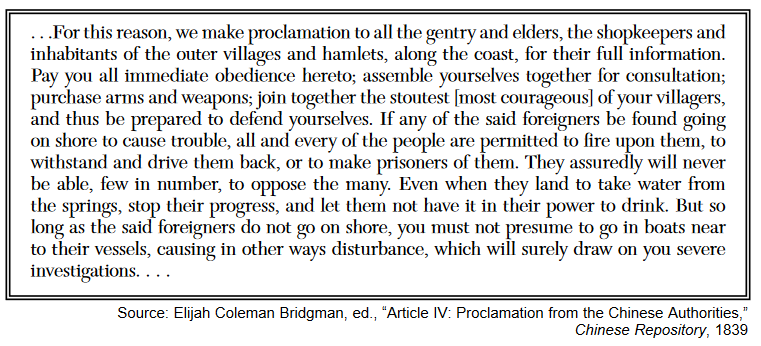 . . .For this reason, we make proclamation to all the gentry and elders, the shopkeepers and
inhabitants of the outer villages and hamlets, along the coast, for their full information.
Pay you all immediate obedience hereto; assemble yourselves together for consultation;
purchase arms and weapons; join together the stoutest [most courageous] of your villagers,
and thus be prepared to defend yourselves. If any of the said foreigners be found going
on shore to cause trouble, all and every of the people are permitted to fire upon them, to
withstand and drive them back, or to make prisoners of them. They assuredly will never
be able, few in number, to oppose the many. Even when they land to take water from
the springs, stop their progress, and let them not have it in their power to drink. But so
long as the said foreigners do not go on shore, you must not presume to go in boats near
to their vessels, causing in other ways disturbance, which will surely draw on you severe
investigations. . . .
Source: Elijah Coleman Bridgman, ed., “Article IV: Proclamation from the Chinese Authorities,”
Chinese Repository, 1839